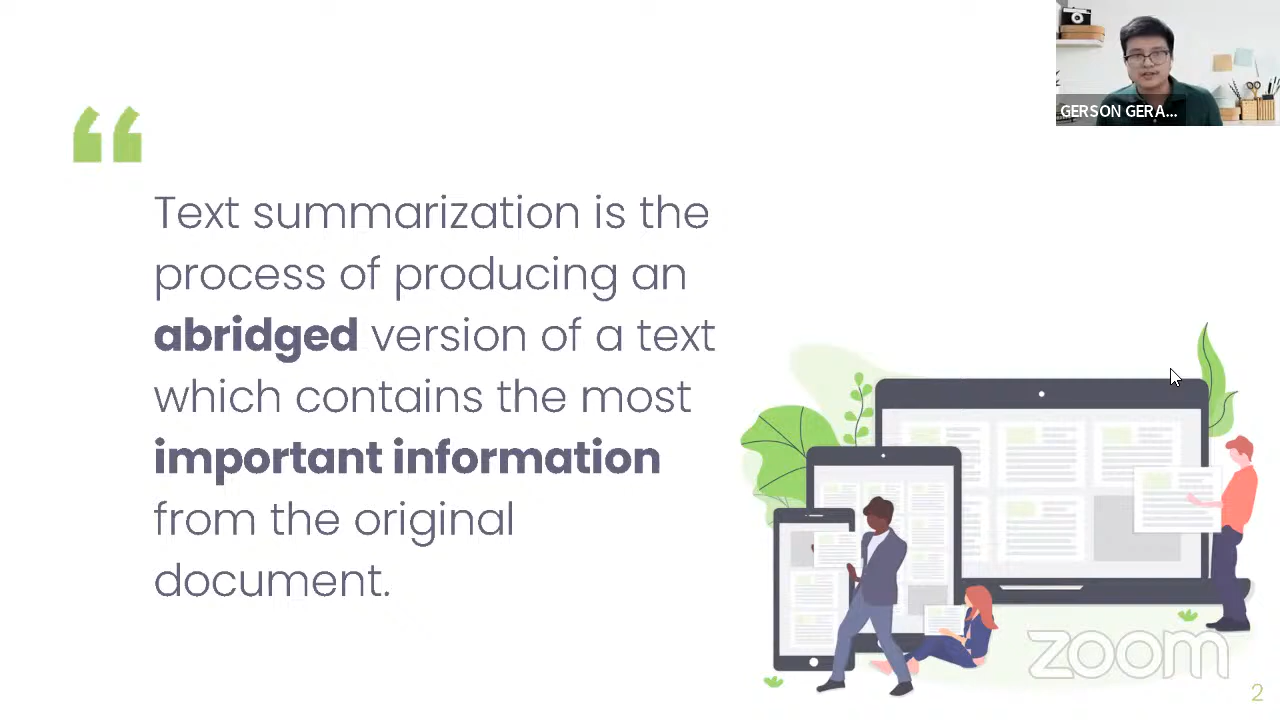 GERSON GERA...
“
Text summarization is the
process of producing an
abridged version of a text
which contains the most
important information
from the original
document.
zoom
2